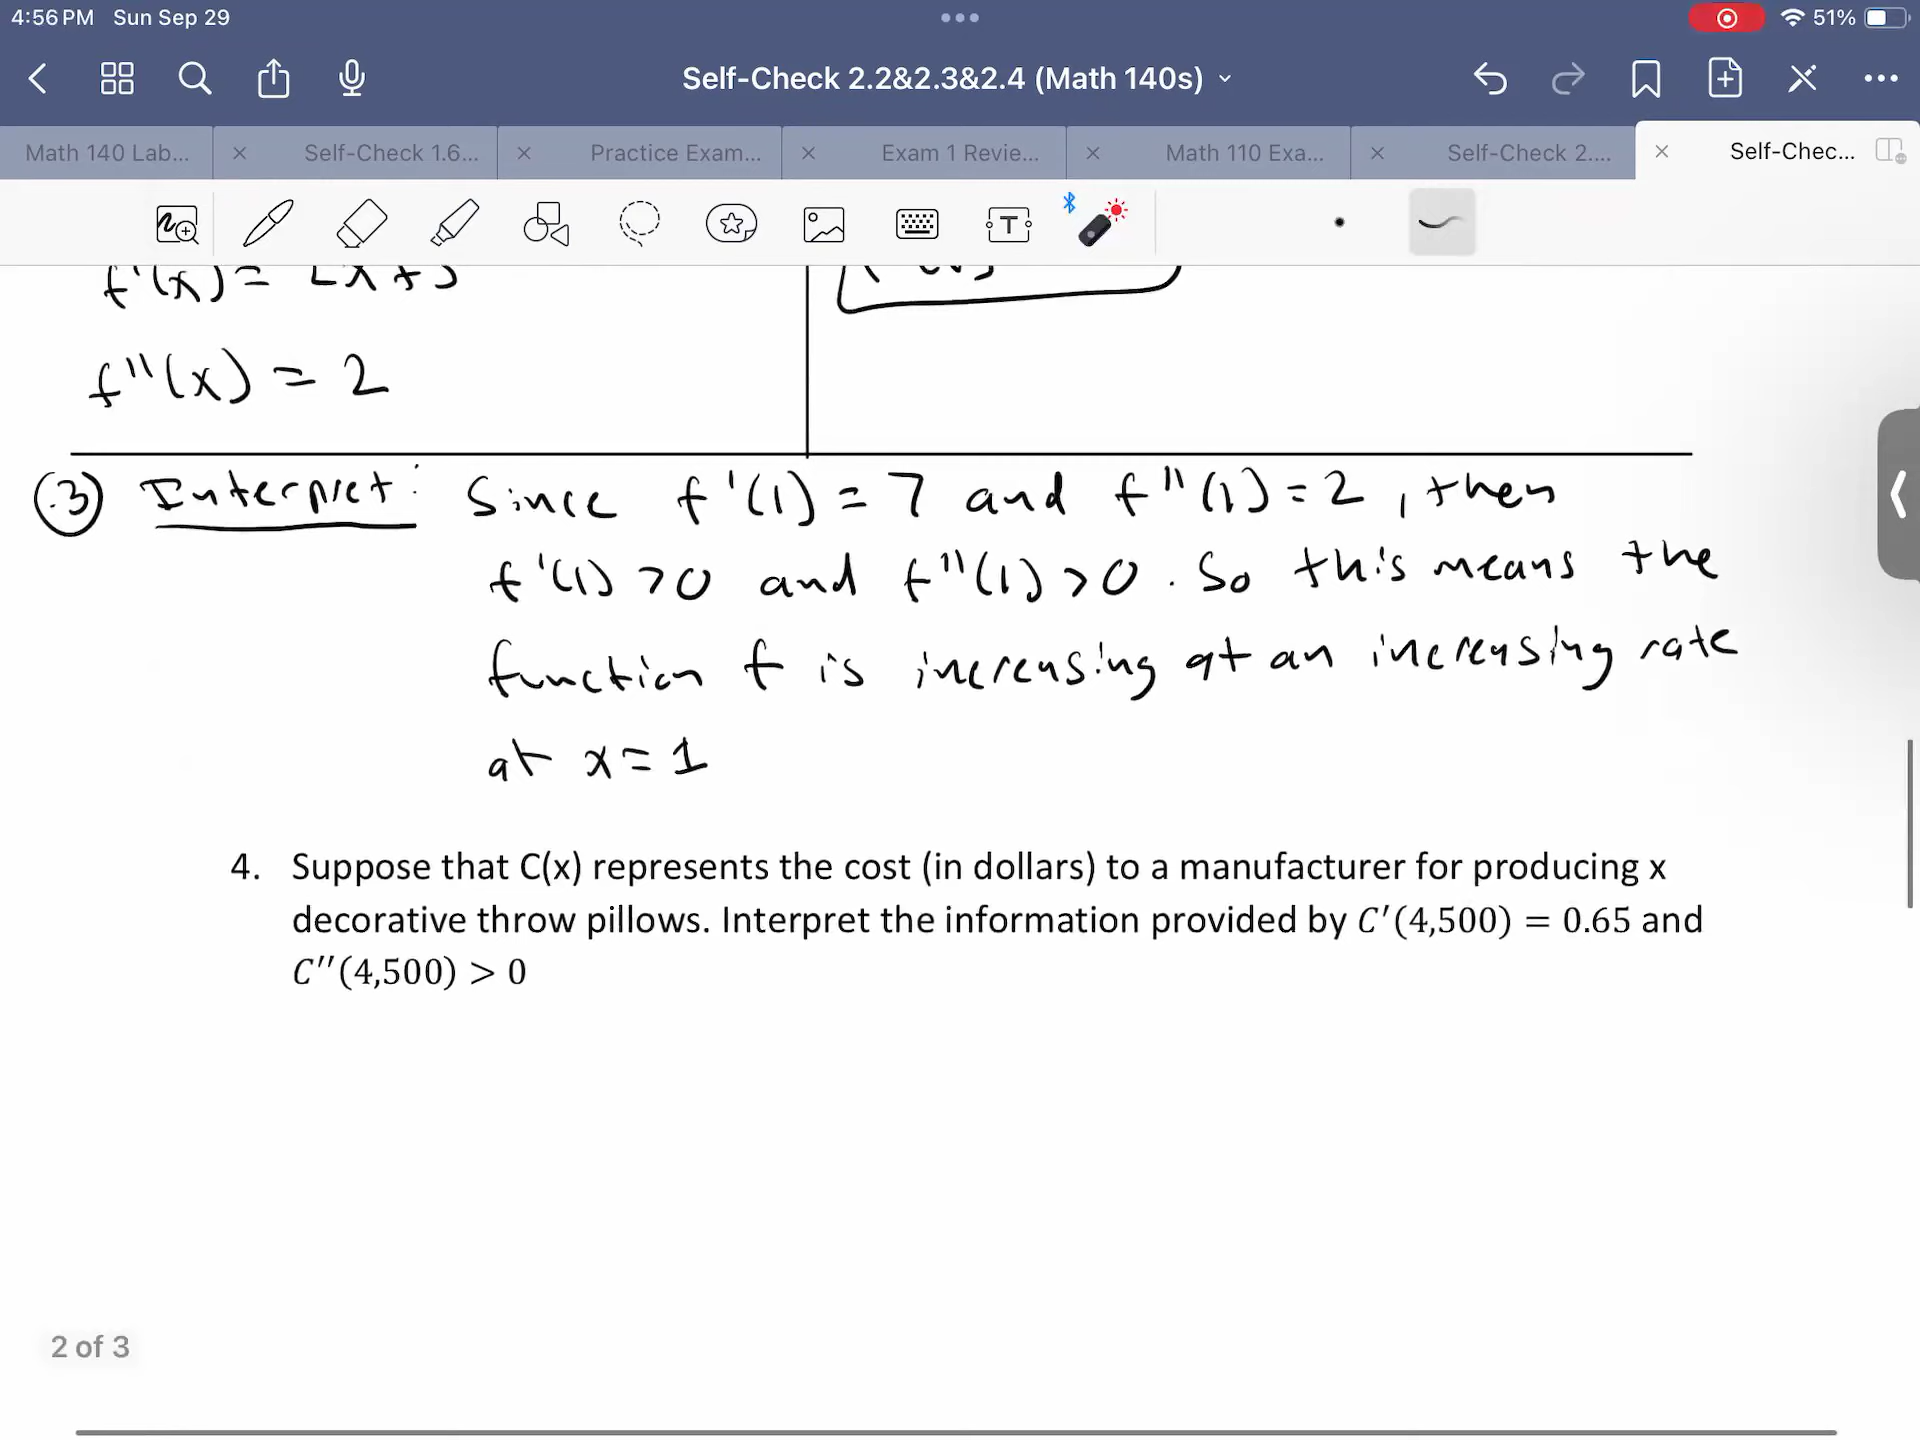 4:56 PM Sun Sep 29
51%
Self-Check 2.2&2.3&2.4 (Math 140s)
Math 140 Lab...
Self-Check 1.6...
Practice Exam...
Exam 1 Revie...
Math 110 Exa...
Self-Check 2....
Self-Chec...
f'(x) = 2x+5
f''(x) = 2
(.3) Interpret: Since f'(1) = 7 and f''(1) = 2, then
f'(1) >0 and f''(1) >0. So this means the
function f is increasing at an increasing rate
at x=1
4. Suppose that C(x) represents the cost (in dollars) to a manufacturer for producing x
decorative throw pillows. Interpret the information provided by C′(4,500) = 0.65 and
C′′(4,500) > 0
2 of 3